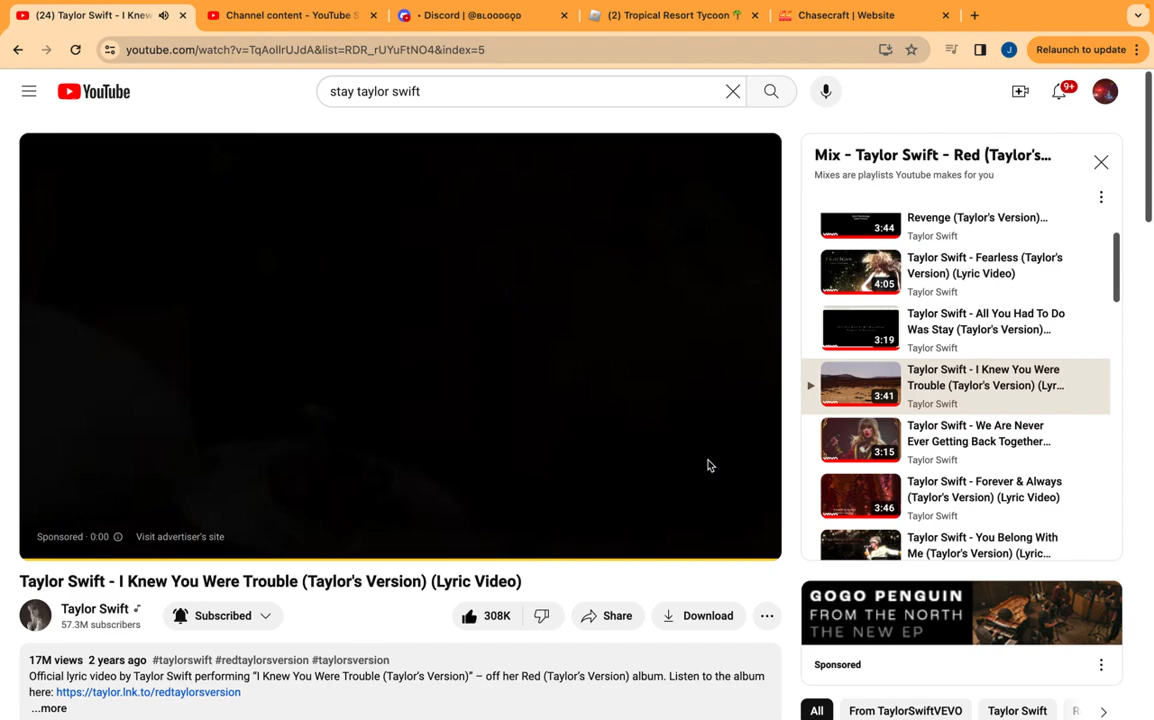 (24) Taylor Swift - I Knew
Channel content - YouTube S
• Discord | @ʙʟᴏᴏᴅɢǫᴅ
(2) Tropical Resort Tycoon🌴
Chasecraft | Website
youtube.com/watch?v=TqAollrUJdA&list=RDR_rUYuFtNO4&index=5
J
Relaunch to update
YouTube
stay taylor swift
9+
Mix - Taylor Swift - Red (Taylor's...
Mixes are playlists Youtube makes for you
3:44
Revenge (Taylor's Version)...
Taylor Swift
4:05
Taylor Swift - Fearless (Taylor's
Version) (Lyric Video)
Taylor Swift
3:19
Taylor Swift - All You Had To Do
Was Stay (Taylor's Version)...
Taylor Swift
3:41
Taylor Swift - I Knew You Were
Trouble (Taylor's Version) (Lyr...
Taylor Swift
3:15
Taylor Swift - We Are Never
Ever Getting Back Together...
Taylor Swift
3:46
Taylor Swift - Forever & Always
(Taylor's Version) (Lyric Video)
Taylor Swift
Taylor Swift - You Belong With
Me (Taylor's Version) (Lyric...
Sponsored · 0:00
Visit advertiser's site
Taylor Swift - I Knew You Were Trouble (Taylor's Version) (Lyric Video)
Taylor Swift
57.3M subscribers
Subscribed
308K
Share
Download
17M views 2 years ago #taylorswift #redtaylorsversion #taylorsversion
Official lyric video by Taylor Swift performing “I Knew You Were Trouble (Taylor’s Version)” – off her Red (Taylor’s Version) album. Listen to the album
here: https://taylor.lnk.to/redtaylorsversion
...more
GOGO PENGUIN
FROM THE NORTH
THE NEW EP
Sponsored
All
From TaylorSwiftVEVO
Taylor Swift